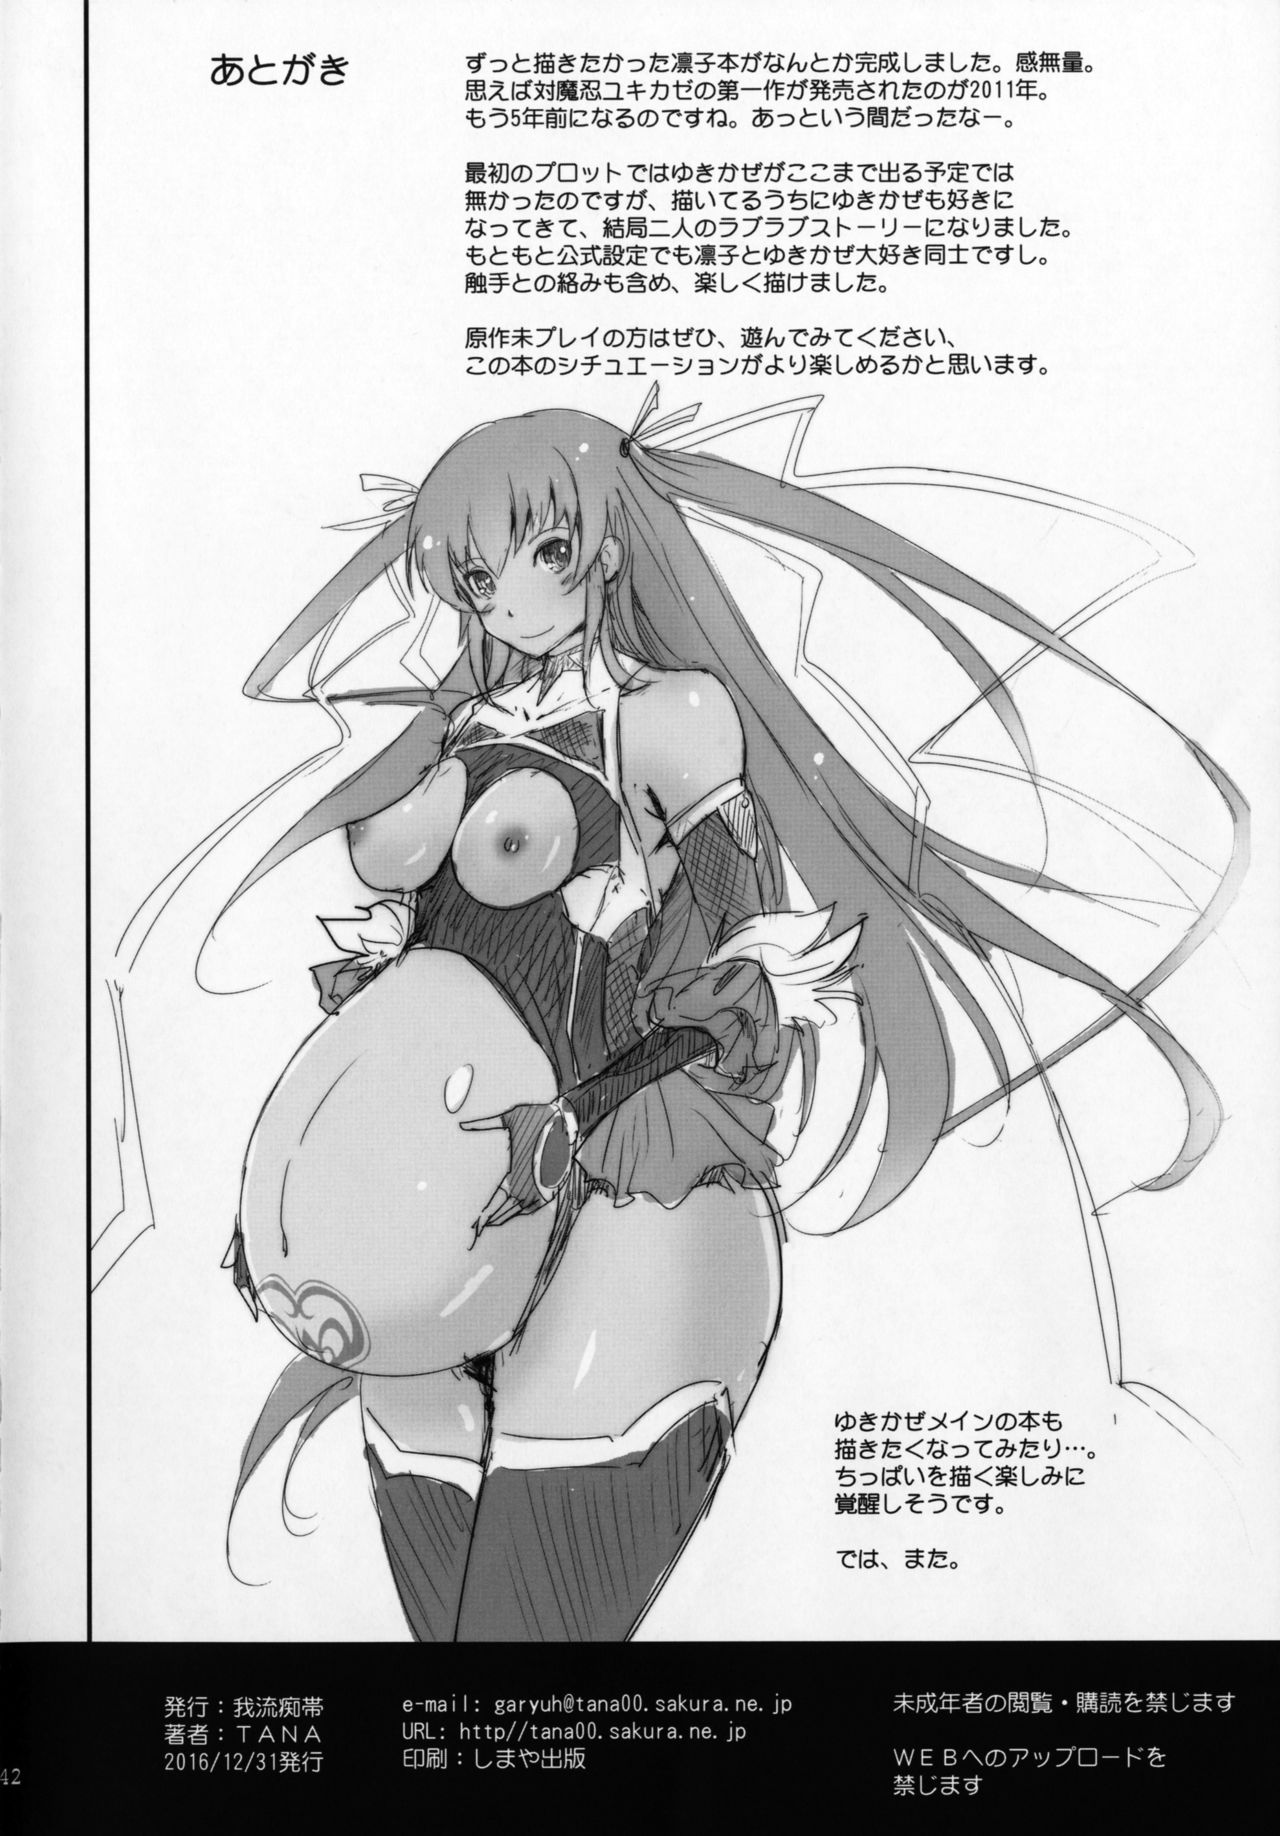 あとがき
ずっと描きたかった凛子本がなんとか完成しました。感無量。
思えば対魔忍ユキカゼの第一作が発売されたのが2011年。
もう5年前になるのですね。あっという間だったなー。
最初のプロットではゆきかぜがここまで出る予定では
無かったのですが、描いてるうちにゆきかぜも好きに
なってきて、結局二人のラブラブストーリーになりました。
もともと公式設定でも凛子とゆきかぜ大好き同士ですし。
触手との絡みも含め、楽しく描けました。
原作未プレイの方はぜひ、遊んでみてください、
この本のシチュエーションがより楽しめるかと思います。
ゆきかぜメインの本も
描きたくなってみたり…。
ちっぱいを描く楽しみに
覚醒しそうです。
では、また。
発行：我流痴帯
著者：ＴＡＮＡ
2016/12/31発行
e-mail: garyuh@tana00.sakura.ne.jp
URL: http//tana00.sakura.ne.jp
印刷：しまや出版
未成年者の閲覧・購読を禁じます
ＷＥＢへのアップロードを
禁じます
42